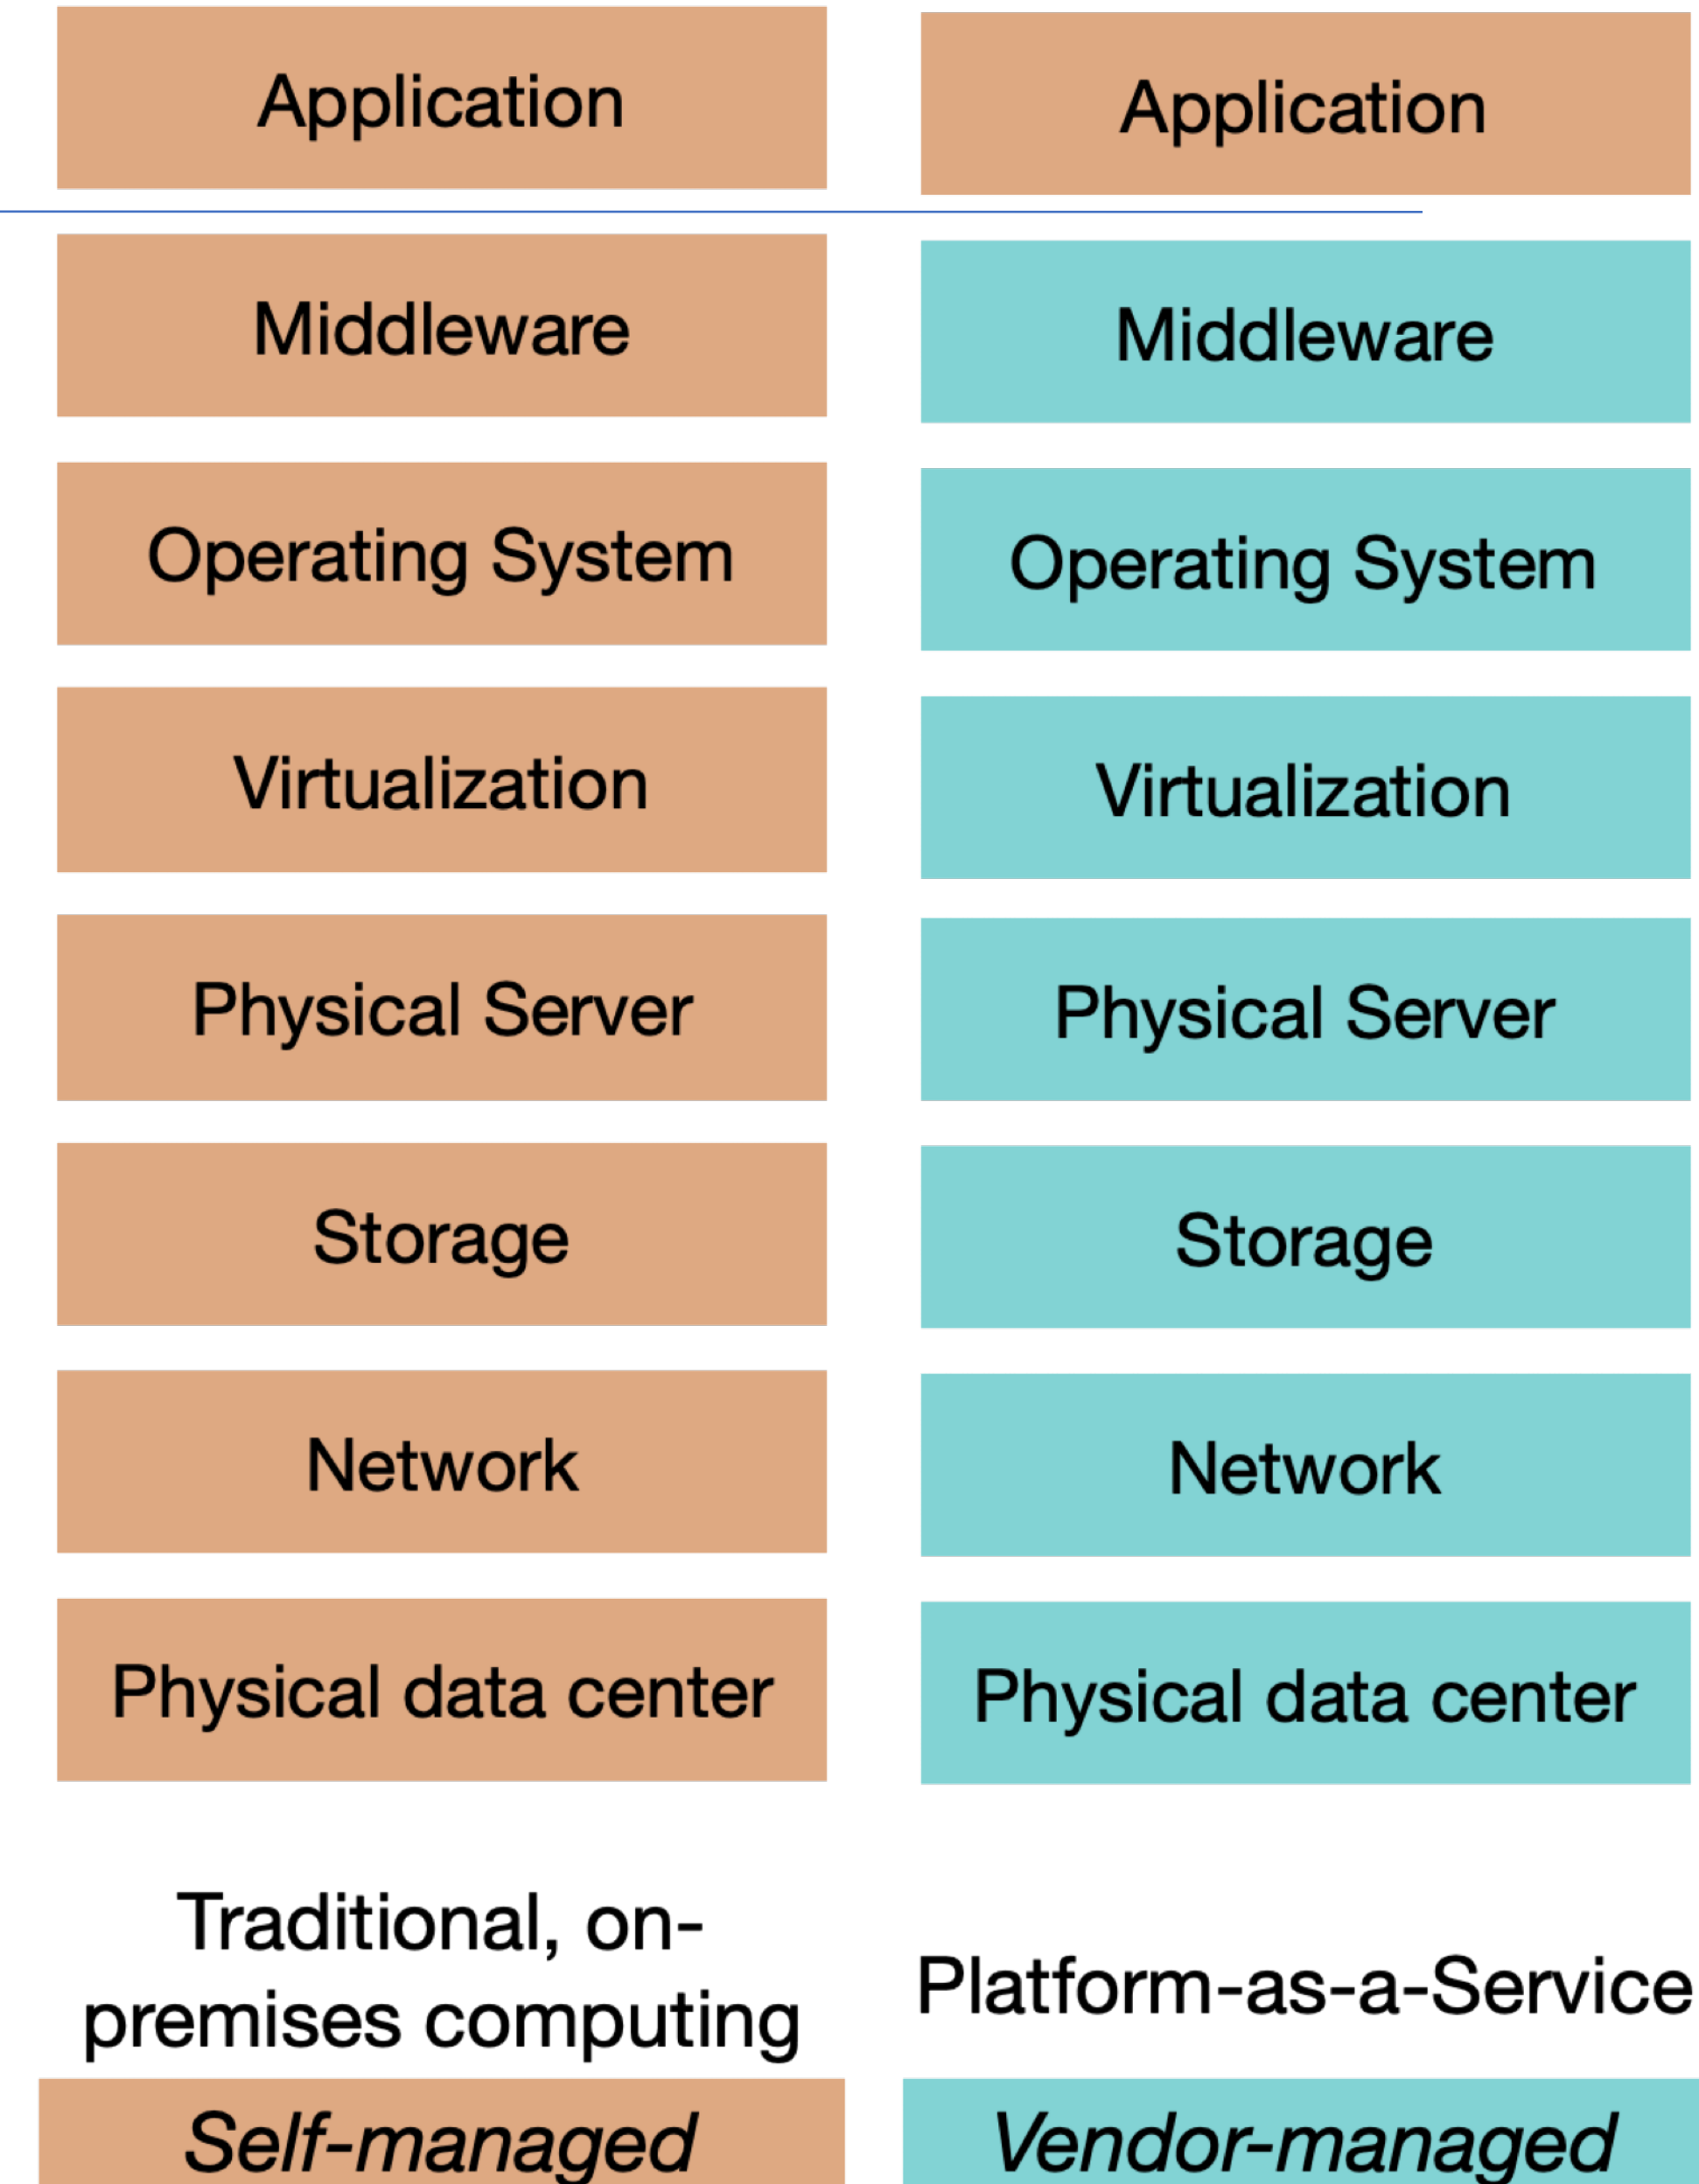 Application
Middleware
Operating System
Virtualization
Physical Server
Storage
Network
Physical data center
Traditional, on-
premises computing
Self-managed
Application
Middleware
Operating System
Virtualization
Physical Server
Storage
Network
Physical data center
Platform-as-a-Service
Vendor-managed